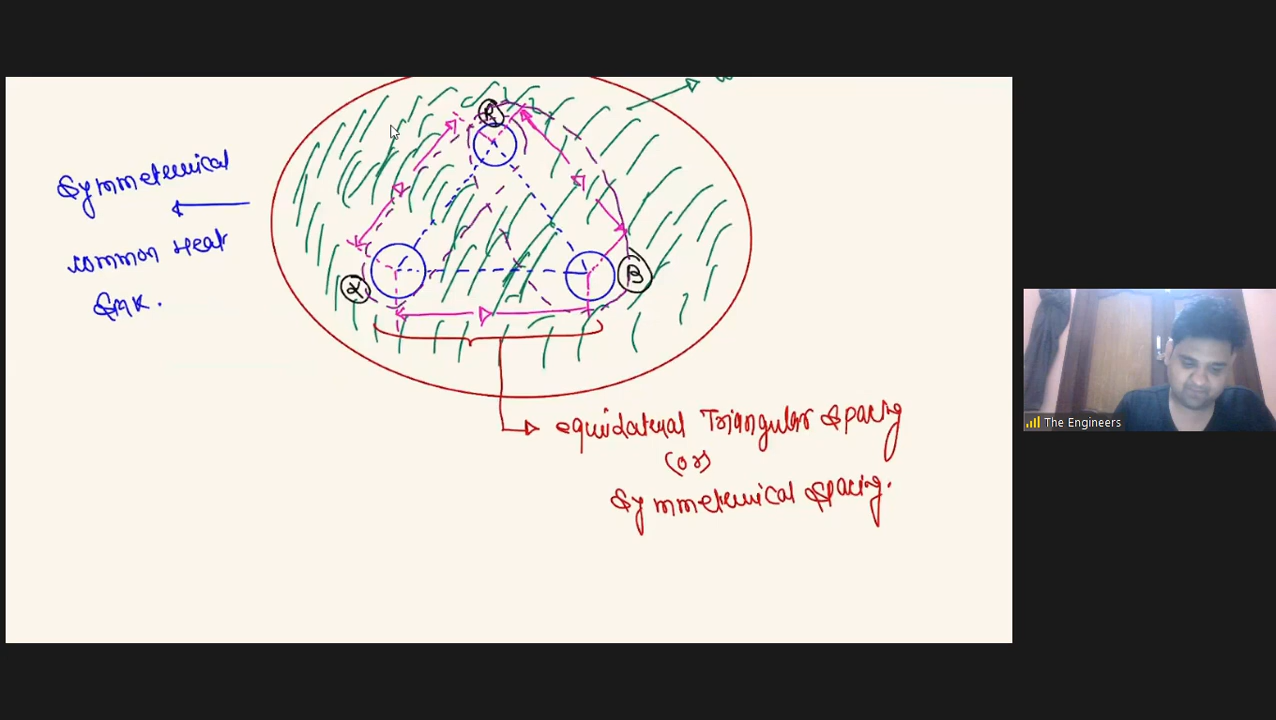 R
Symmetrical
common Heat
Sink.
Y
B
D
D
D
equilateral Triangular Spacing
(or)
Symmetrical Spacing.
The Engineers